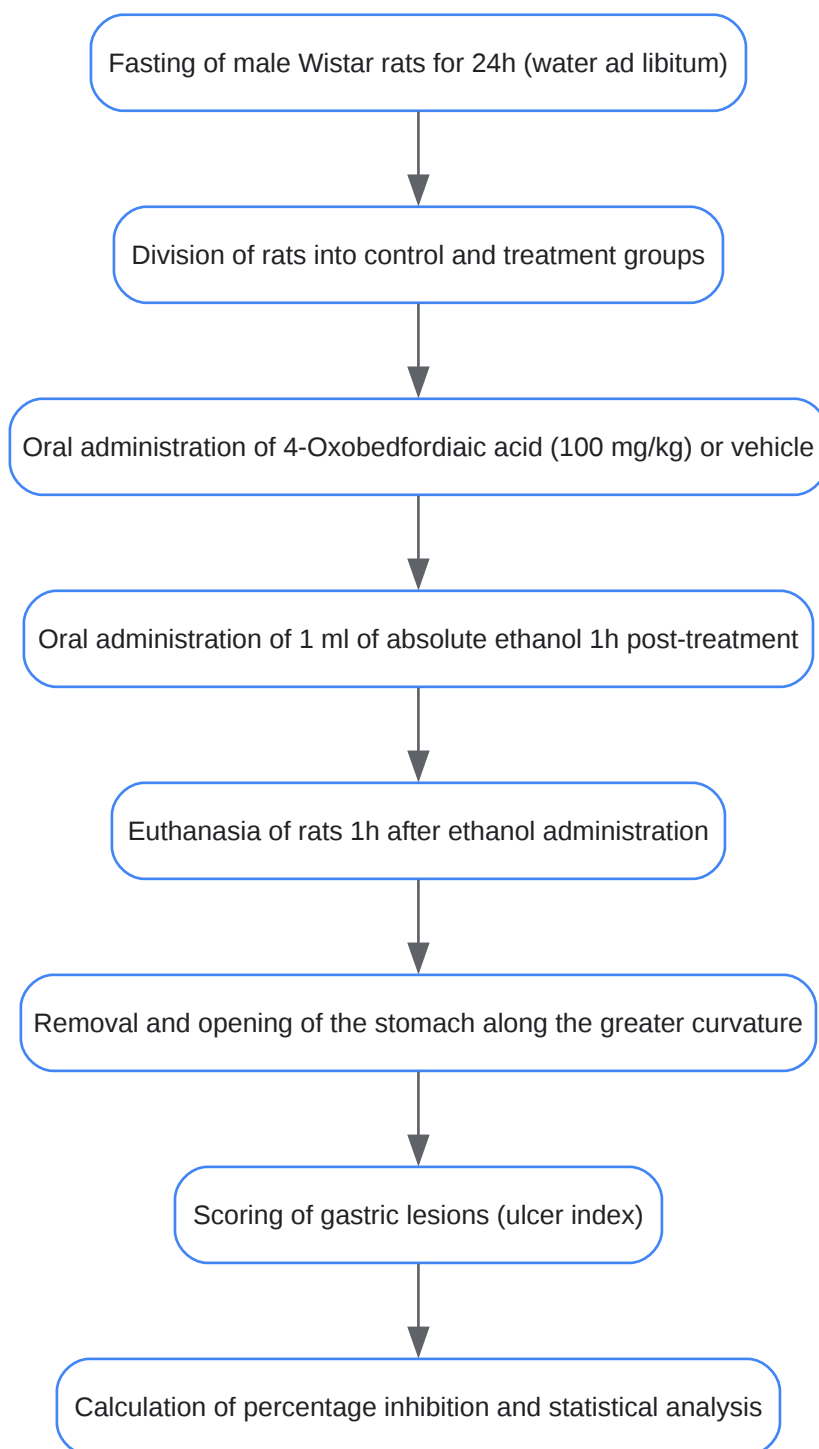 Fasting of male Wistar rats for 24h (water ad libitum)
Division of rats into control and treatment groups
Oral administration of 4-Oxobedfordiaic acid (100 mg/kg) or vehicle
Oral administration of 1 ml of absolute ethanol 1h post-treatment
Euthanasia of rats 1h after ethanol administration
Removal and opening of the stomach along the greater curvature
Scoring of gastric lesions (ulcer index)
Calculation of percentage inhibition and statistical analysis